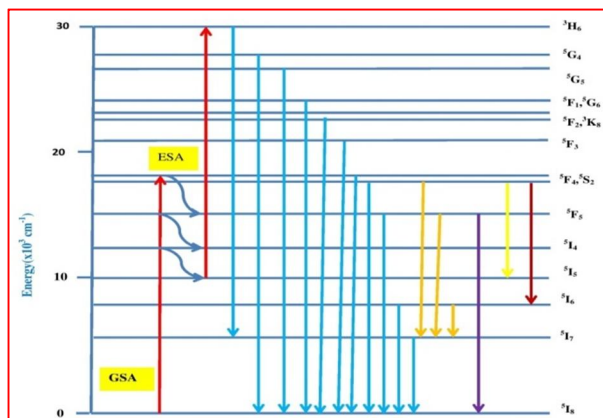 30
20
10
0
Energy(x10³ cm⁻¹)
ESA
GSA
³H₆
⁵G₄
⁵G₅
⁵F₁,⁵G₆
⁵F₂,³K₈
⁵F₃
⁵F₄,⁵S₂
⁵F₅
⁵I₄
⁵I₅
⁵I₆
⁵I₇
⁵I₈